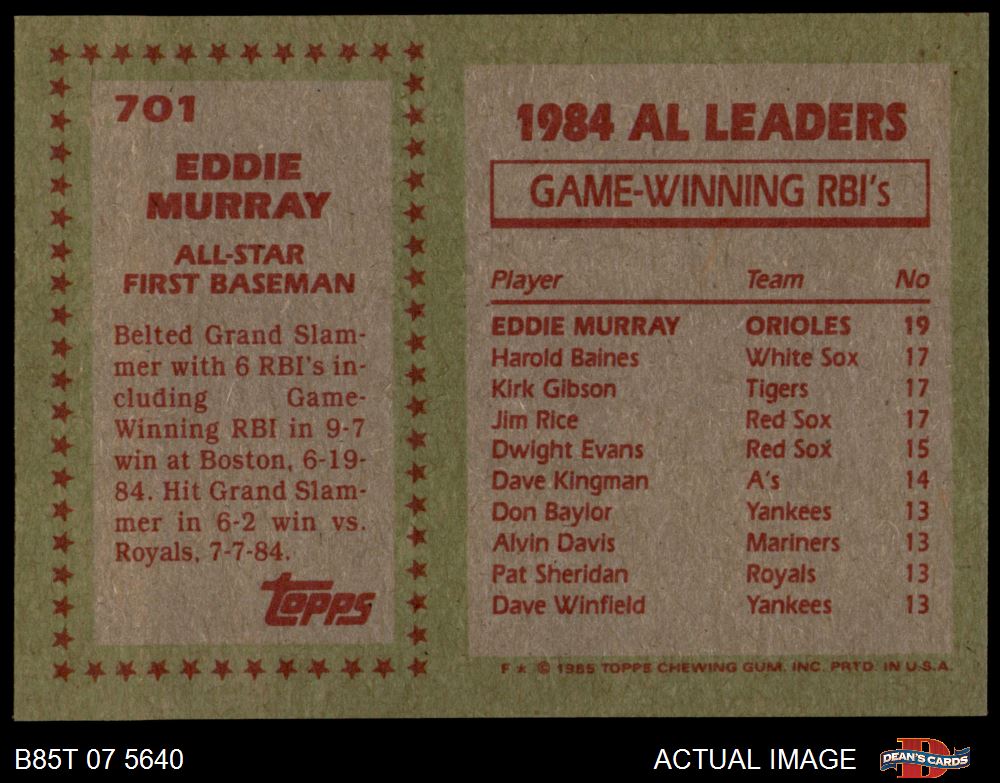 701
EDDIE
MURRAY
ALL-STAR
FIRST BASEMAN
Belted Grand Slam-
mer with 6 RBI's in-
cluding Game-
Winning RBI in 9-7
win at Boston, 6-19-
84. Hit Grand Slam-
mer in 6-2 win vs.
Royals, 7-7-84.
topps
1984 AL LEADERS
GAME-WINNING RBI's
Player Team No
EDDIE MURRAY ORIOLES 19
Harold Baines White Sox 17
Kirk Gibson Tigers 17
Jim Rice Red Sox 17
Dwight Evans Red Sox 15
Dave Kingman A's 14
Don Baylor Yankees 13
Alvin Davis Mariners 13
Pat Sheridan Royals 13
Dave Winfield Yankees 13
F * © 1985 TOPPS CHEWING GUM, INC. PRTD. IN U.S.A.
B85T 07 5640 ACTUAL IMAGE
D DEAN'S CARDS